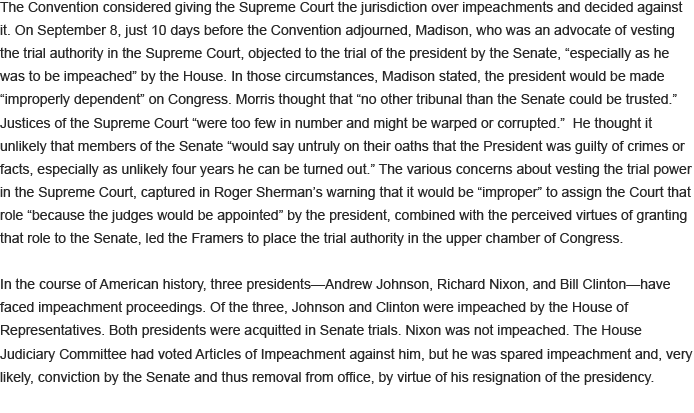 The Convention considered giving the Supreme Court the jurisdiction over impeachments and decided against
it. On September 8, just 10 days before the Convention adjourned, Madison, who was an advocate of vesting
the trial authority in the Supreme Court, objected to the trial of the president by the Senate, “especially as he
was to be impeached” by the House. In those circumstances, Madison stated, the president would be made
“improperly dependent” on Congress. Morris thought that “no other tribunal than the Senate could be trusted.”
Justices of the Supreme Court “were too few in number and might be warped or corrupted.”  He thought it
unlikely that members of the Senate “would say untruly on their oaths that the President was guilty of crimes or
facts, especially as unlikely four years he can be turned out.” The various concerns about vesting the trial power
in the Supreme Court, captured in Roger Sherman’s warning that it would be “improper” to assign the Court that
role “because the judges would be appointed” by the president, combined with the perceived virtues of granting
that role to the Senate, led the Framers to place the trial authority in the upper chamber of Congress.
In the course of American history, three presidents—Andrew Johnson, Richard Nixon, and Bill Clinton—have
faced impeachment proceedings. Of the three, Johnson and Clinton were impeached by the House of
Representatives. Both presidents were acquitted in Senate trials. Nixon was not impeached. The House
Judiciary Committee had voted Articles of Impeachment against him, but he was spared impeachment and, very
likely, conviction by the Senate and thus removal from office, by virtue of his resignation of the presidency.